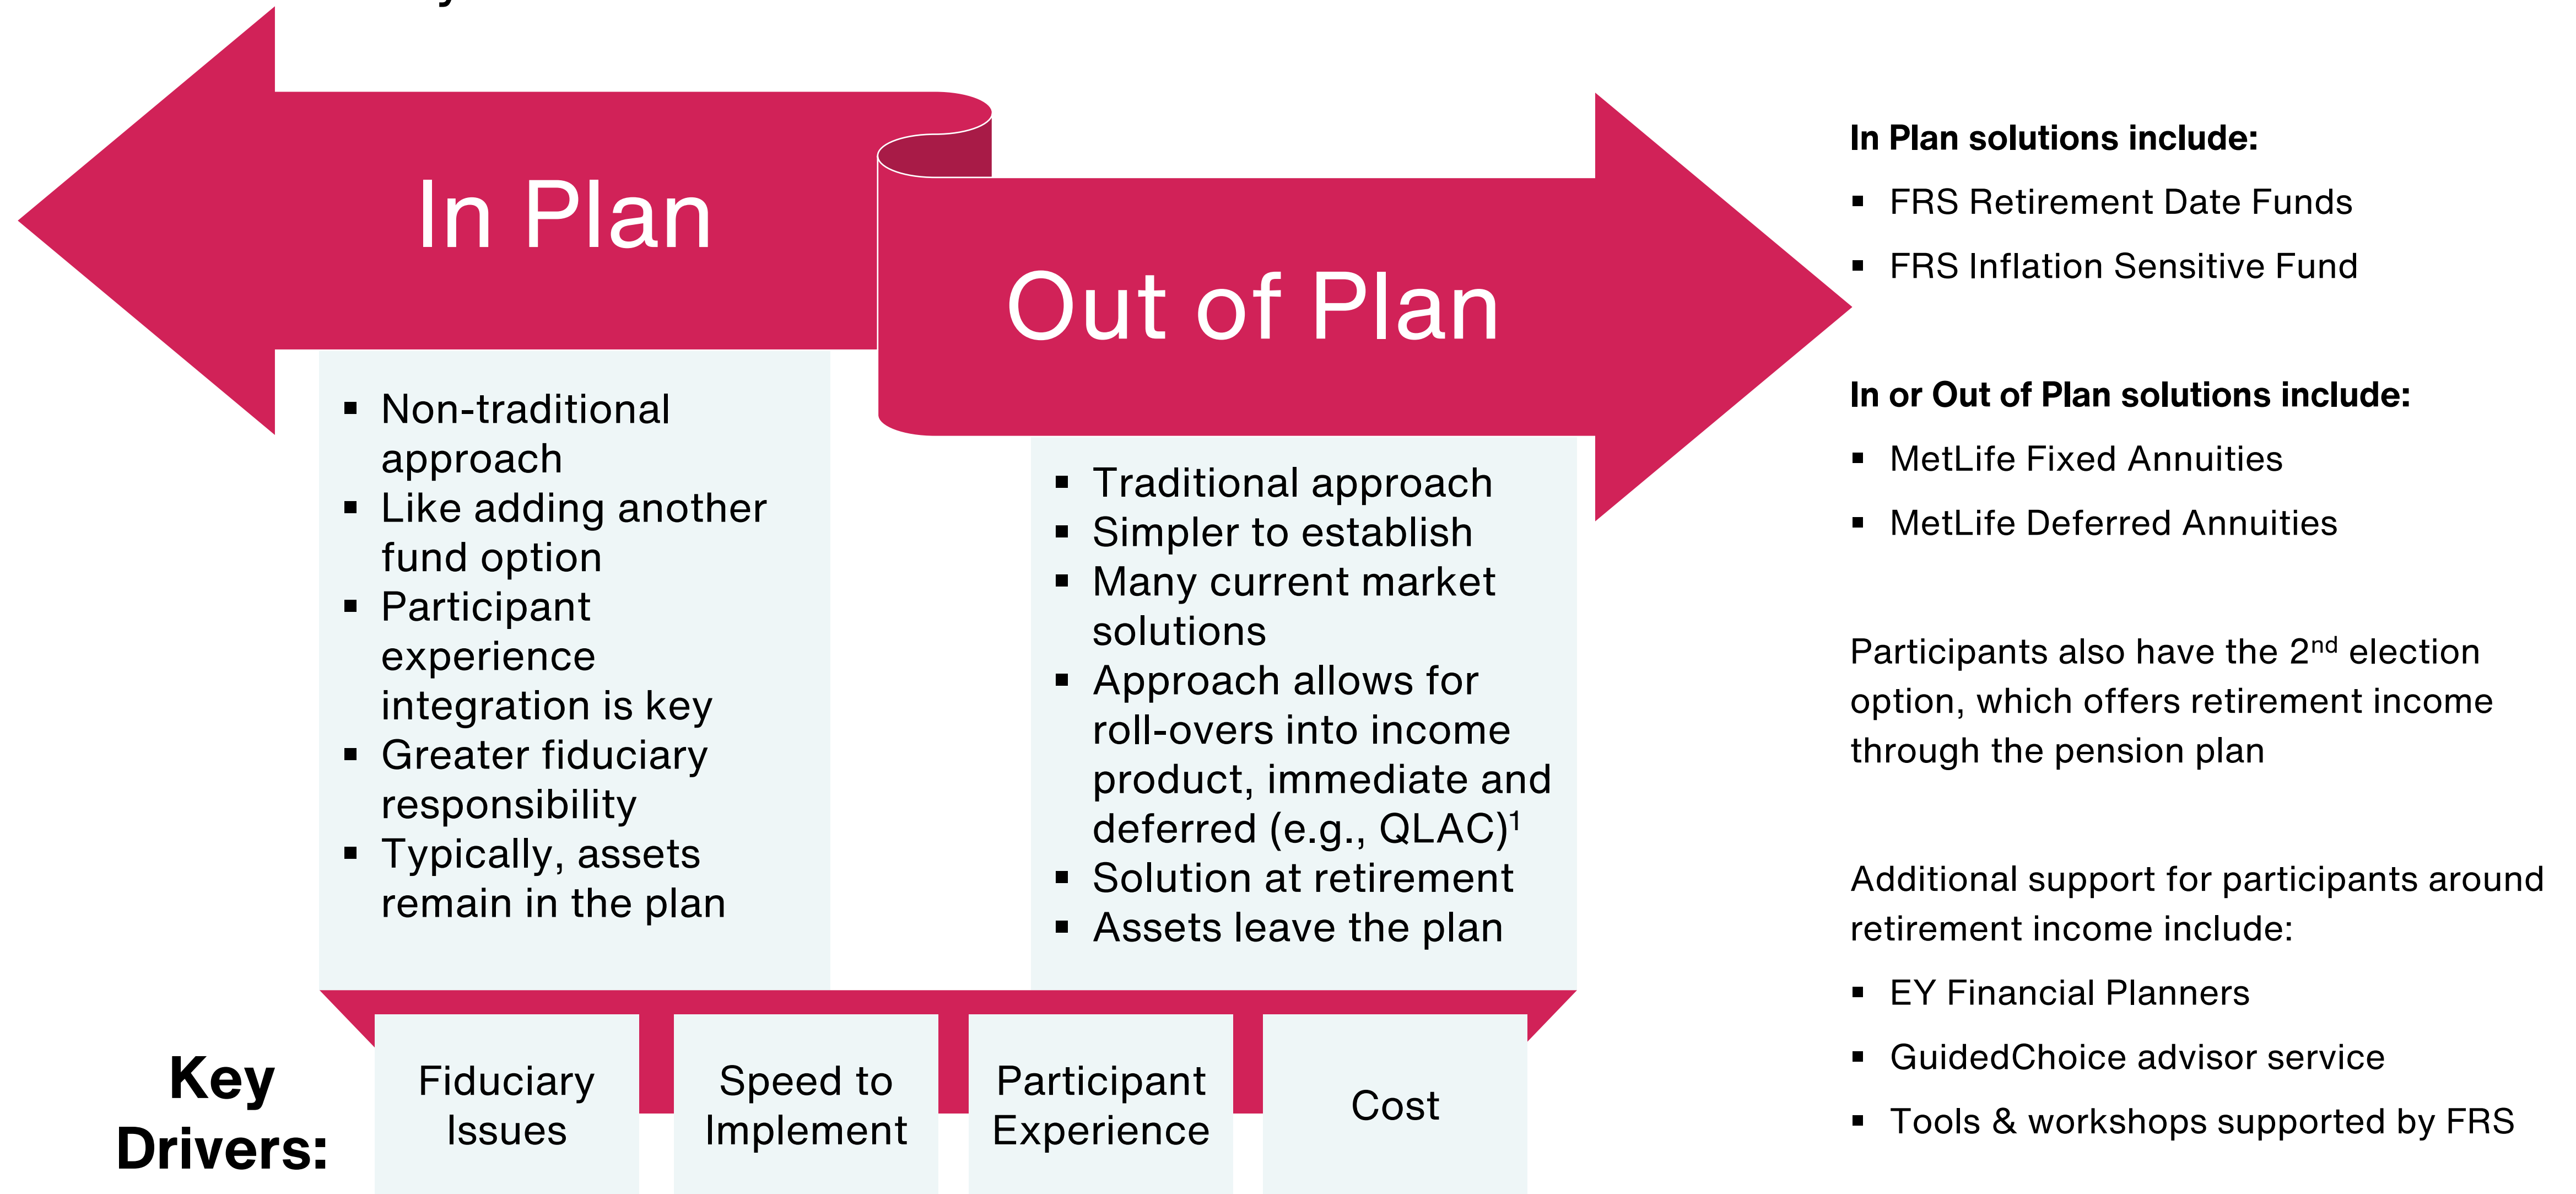 In Plan
Out of Plan
▪ Non-traditional
approach
▪ Like adding another
fund option
▪ Participant
experience
integration is key
▪ Greater fiduciary
responsibility
▪ Typically, assets
remain in the plan
▪ Traditional approach
▪ Simpler to establish
▪ Many current market
solutions
▪ Approach allows for
roll-overs into income
product, immediate and
deferred (e.g., QLAC)¹
▪ Solution at retirement
▪ Assets leave the plan
Key
Drivers:
Fiduciary
Issues
Speed to
Implement
Participant
Experience
Cost
In Plan solutions include:
▪ FRS Retirement Date Funds
▪ FRS Inflation Sensitive Fund
In or Out of Plan solutions include:
▪ MetLife Fixed Annuities
▪ MetLife Deferred Annuities
Participants also have the 2nd election
option, which offers retirement income
through the pension plan
Additional support for participants around
retirement income include:
▪ EY Financial Planners
▪ GuidedChoice advisor service
▪ Tools & workshops supported by FRS